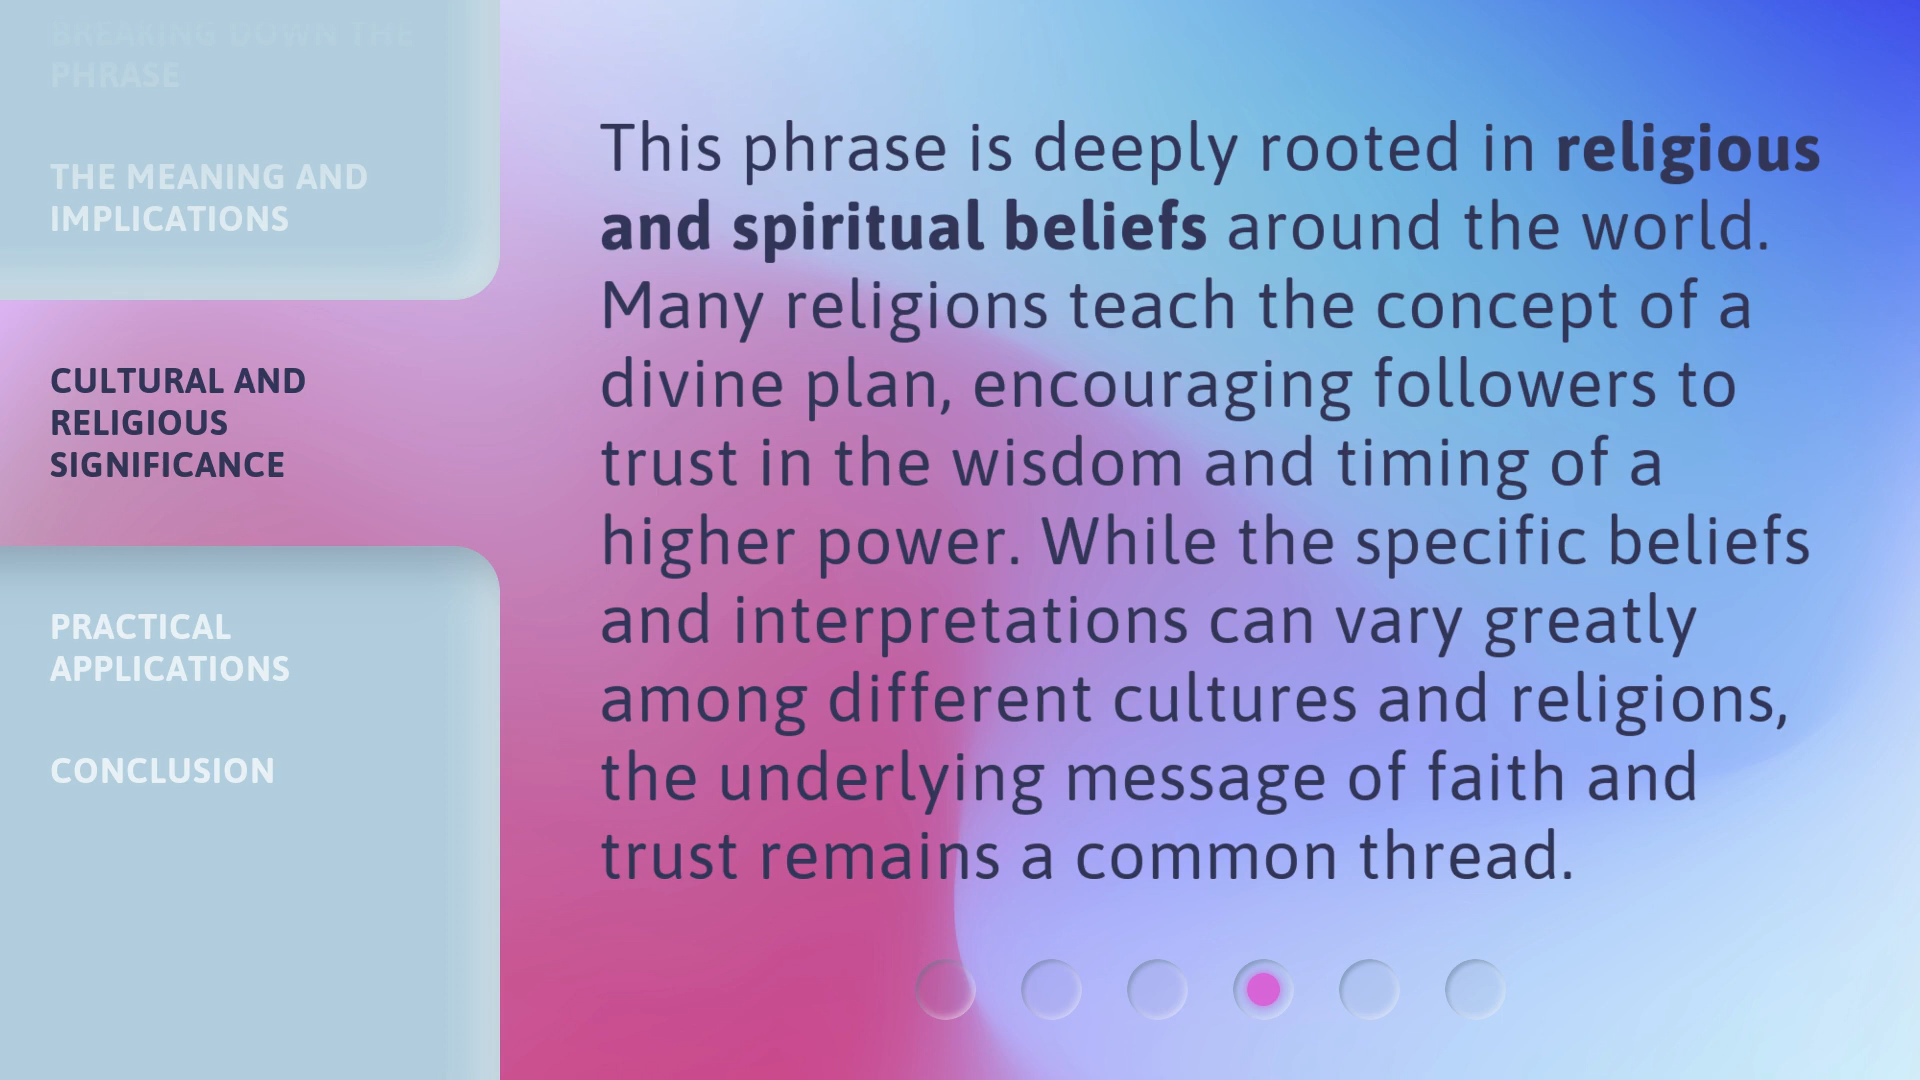 BREAKING DOWN THE
PHRASE
THE MEANING AND
IMPLICATIONS
CULTURAL AND
RELIGIOUS
SIGNIFICANCE
PRACTICAL
APPLICATIONS
CONCLUSION
This phrase is deeply rooted in religious
and spiritual beliefs around the world.
Many religions teach the concept of a
divine plan, encouraging followers to
trust in the wisdom and timing of a
higher power. While the specific beliefs
and interpretations can vary greatly
among different cultures and religions,
the underlying message of faith and
trust remains a common thread.